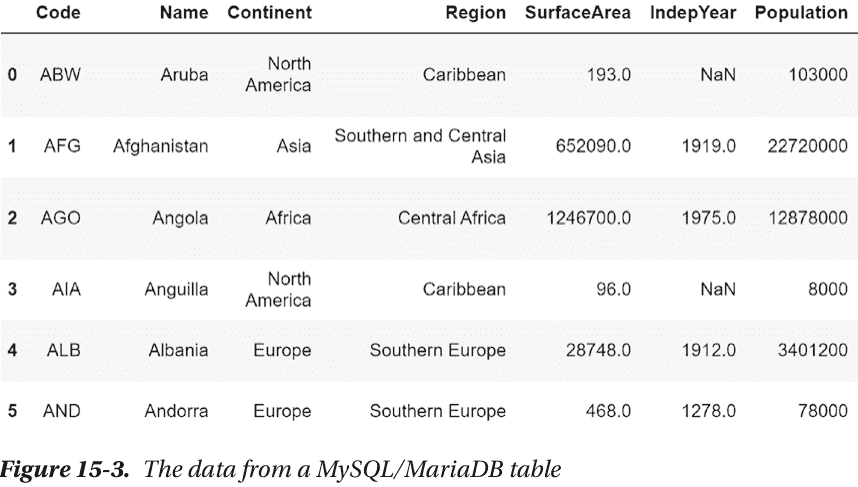 Code Name Continent Region SurfaceArea IndepYear Population
0 ABW Aruba North America Caribbean 193.0 NaN 103000
1 AFG Afghanistan Asia Southern and Central Asia 652090.0 1919.0 22720000
2 AGO Angola Africa Central Africa 1246700.0 1975.0 12878000
3 AIA Anguilla North America Caribbean 96.0 NaN 8000
4 ALB Albania Europe Southern Europe 28748.0 1912.0 3401200
5 AND Andorra Europe Southern Europe 468.0 1278.0 78000
Figure 15-3. The data from a MySQL/MariaDB table